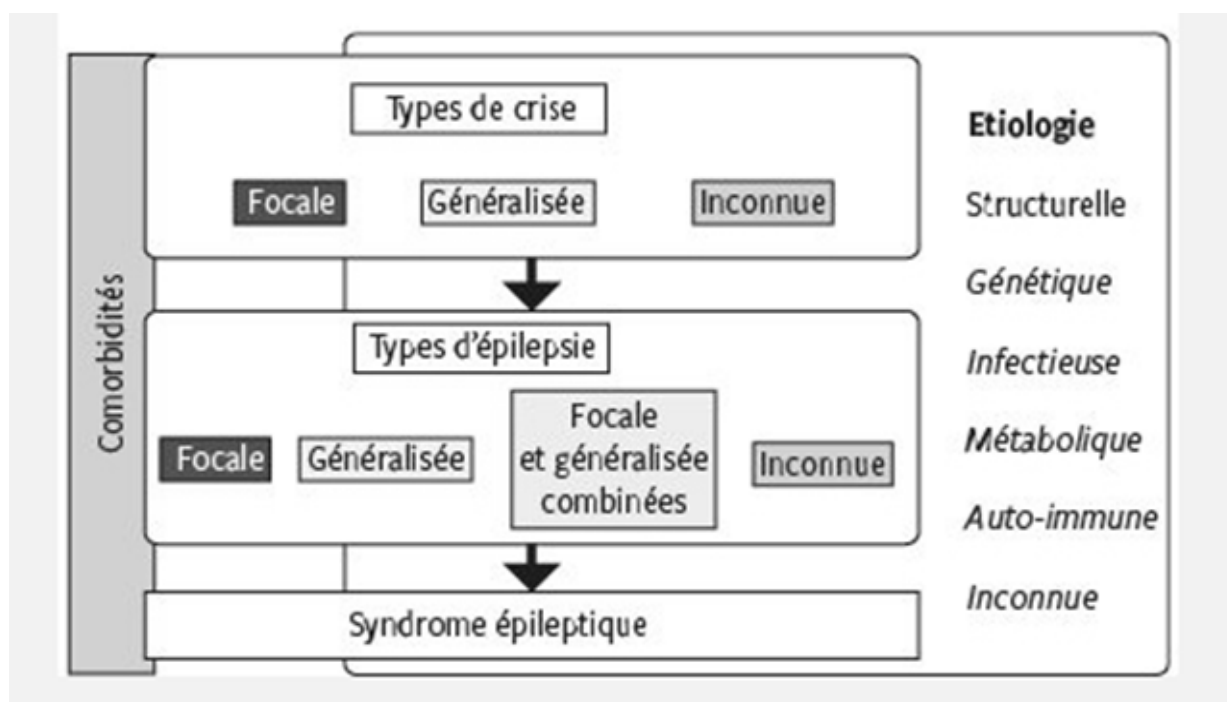 Comorbidités
Types de crise
Focale
Généralisée
Inconnue
Types d'épilepsie
Focale
Généralisée
Focale
et généralisée
combinées
Inconnue
Syndrome épileptique
Etiologie
Structurelle
Génétique
Infectieuse
Métabolique
Auto-immune
Inconnue